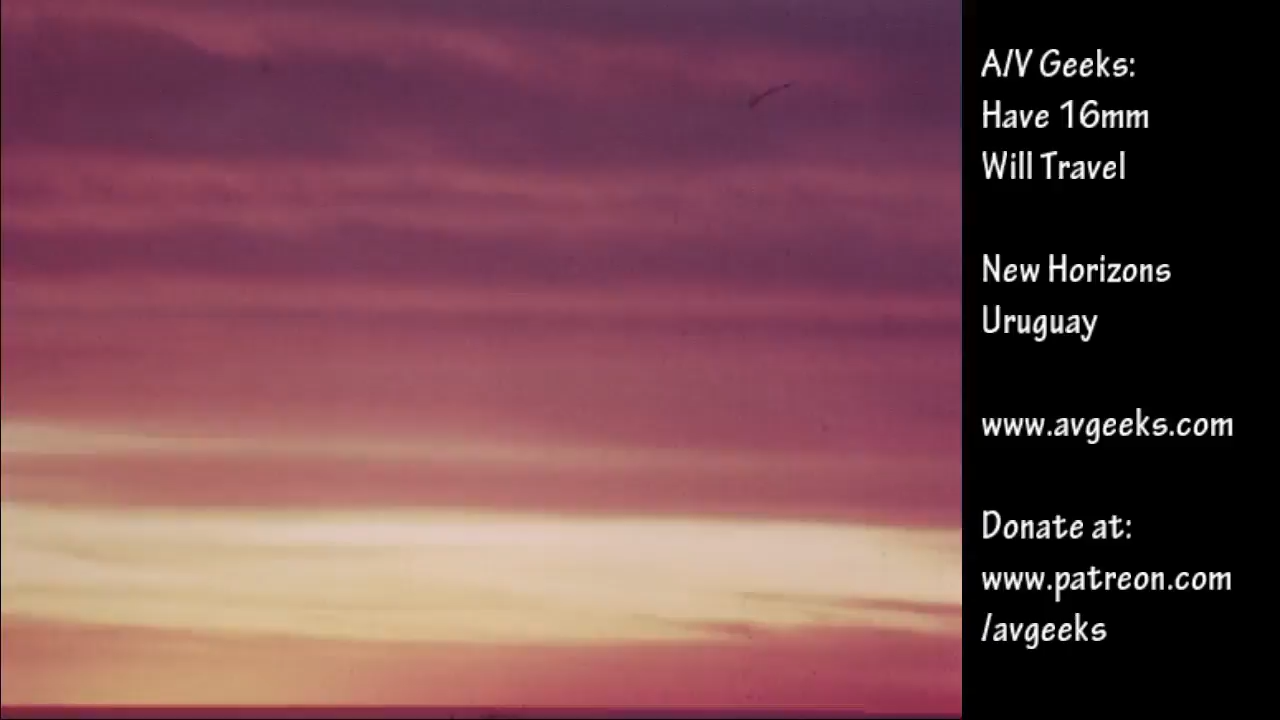 A/V Geeks:
Have 16mm
Will Travel
New Horizons
Uruguay
www.avgeeks.com
Donate at:
www.patreon.com
/avgeeks